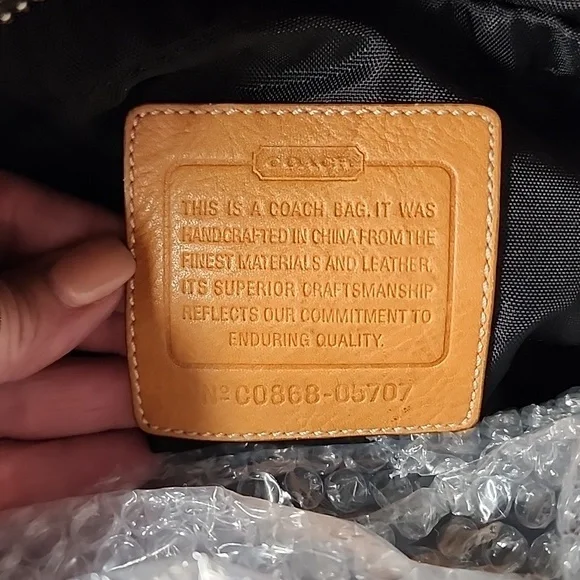 COACH
THIS IS A COACH BAG. IT WAS
HANDCRAFTED IN CHINA FROM THE
FINEST MATERIALS AND LEATHER.
ITS SUPERIOR CRAFTSMANSHIP
REFLECTS OUR COMMITMENT TO
ENDURING QUALITY.
Nº C0868-05707